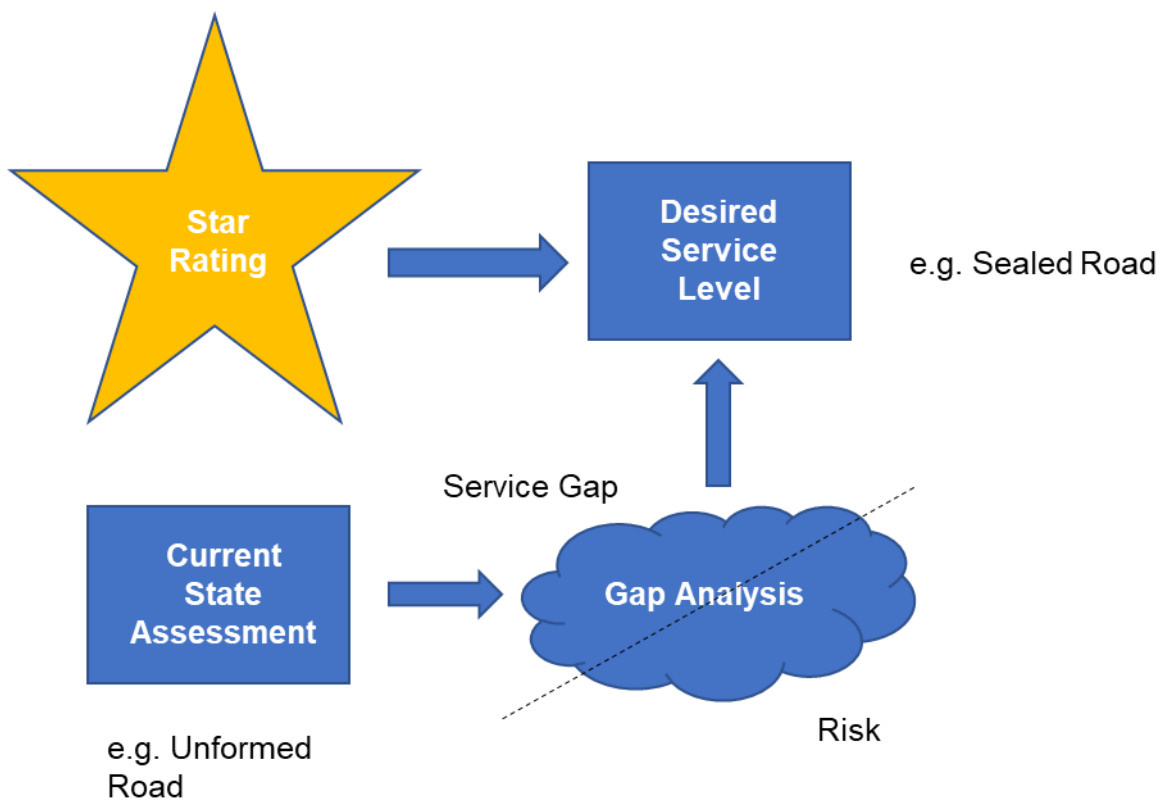 Star
Rating
Desired
Service
Level
e.g. Sealed Road
Service Gap
Current
State
Assessment
Gap Analysis
Risk
e.g. Unformed
Road